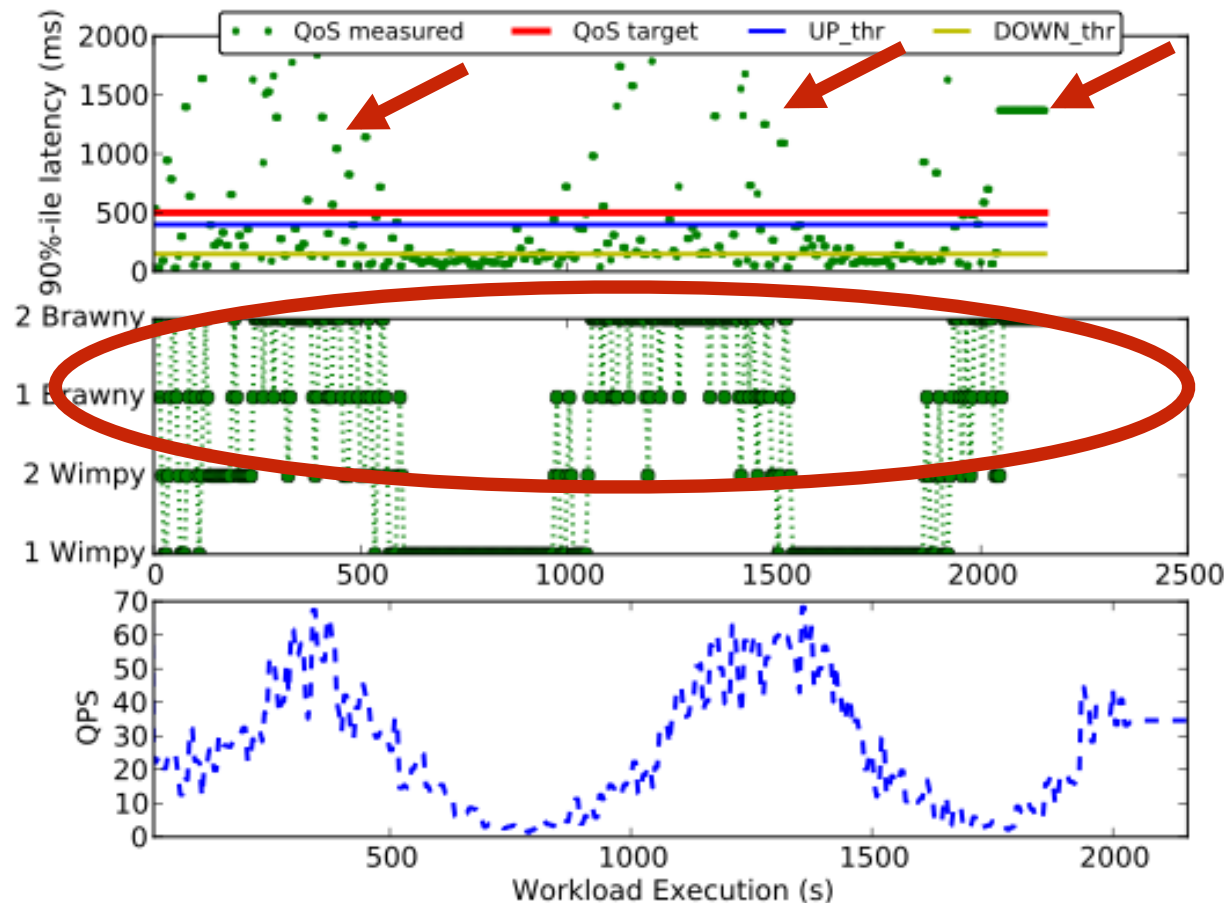 QoS measured QoS target UP_thr DOWN_thr
90%-ile latency (ms)
2000
1500
1000
500
0
2 Brawny
1 Brawny
2 Wimpy
1 Wimpy
0 500 1000 1500 2000 2500
QPS
70
60
50
40
30
20
10
0
500 1000 1500 2000
Workload Execution (s)